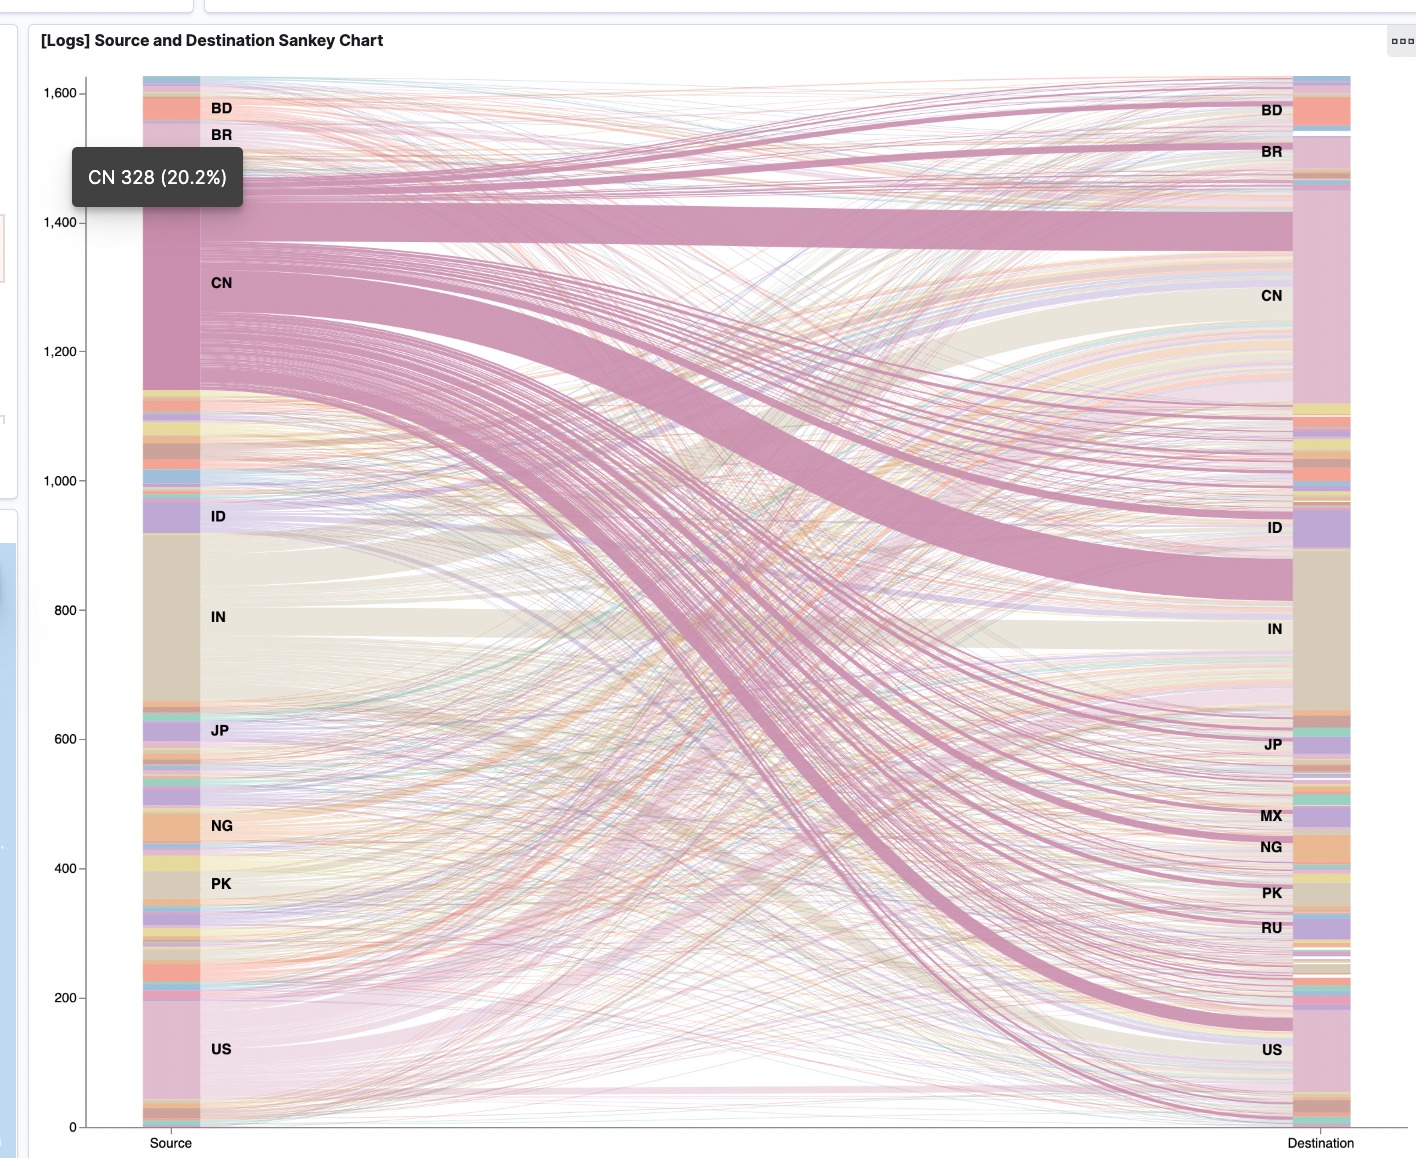 [Logs] Source and Destination Sankey Chart
1,600
1,400
1,200
1,000
800
600
400
200
0
BD
BR
CN 328 (20.2%)
CN
ID
IN
JP
NG
PK
US
BD
BR
CN
ID
IN
JP
MX
NG
PK
RU
US
Source
Destination